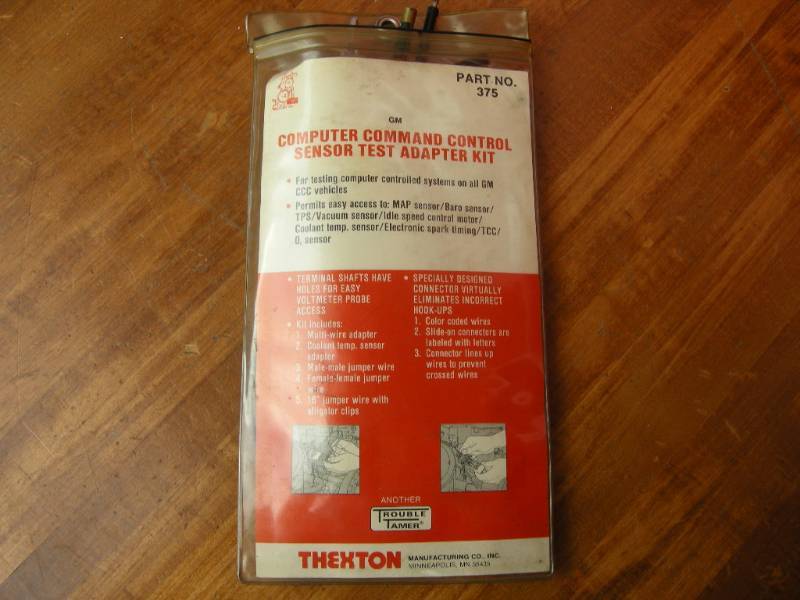 PART NO.
375
GM
COMPUTER COMMAND CONTROL
SENSOR TEST ADAPTER KIT
• For testing computer controlled systems on all GM
CCC vehicles
• Permits easy access to: MAP sensor/Baro sensor/
TPS/Vacuum sensor/Idle speed control motor/
Coolant temp. sensor/Electronic spark timing/TCC/
O₂ sensor
• TERMINAL SHAFTS HAVE
HOLES FOR EASY
VOLTMETER PROBE
ACCESS
• Kit includes:
1. Multi-wire adapter
2. Coolant temp. sensor
adapter
3. Male-male jumper wire
4. Female-female jumper
wire
5. 16" jumper wire with
alligator clips
• SPECIALLY DESIGNED
CONNECTOR VIRTUALLY
ELIMINATES INCORRECT
HOOK-UPS
1. Color coded wires
2. Slide-on connectors are
labeled with letters
3. Connector lines up
wires to prevent
crossed wires
ANOTHER
TROUBLE
TAMER®
THEXTON MANUFACTURING CO., INC.
MINNEAPOLIS, MN 55435